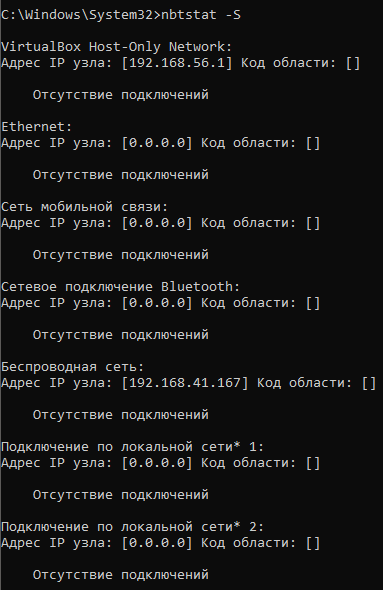 C:\Windows\System32>nbtstat -S
VirtualBox Host-Only Network:
Адрес IP узла: [192.168.56.1] Код области: []
Отсутствие подключений
Ethernet:
Адрес IP узла: [0.0.0.0] Код области: []
Отсутствие подключений
Сеть мобильной связи:
Адрес IP узла: [0.0.0.0] Код области: []
Отсутствие подключений
Сетевое подключение Bluetooth:
Адрес IP узла: [0.0.0.0] Код области: []
Отсутствие подключений
Беспроводная сеть:
Адрес IP узла: [192.168.41.167] Код области: []
Отсутствие подключений
Подключение по локальной сети* 1:
Адрес IP узла: [0.0.0.0] Код области: []
Отсутствие подключений
Подключение по локальной сети* 2:
Адрес IP узла: [0.0.0.0] Код области: []
Отсутствие подключений